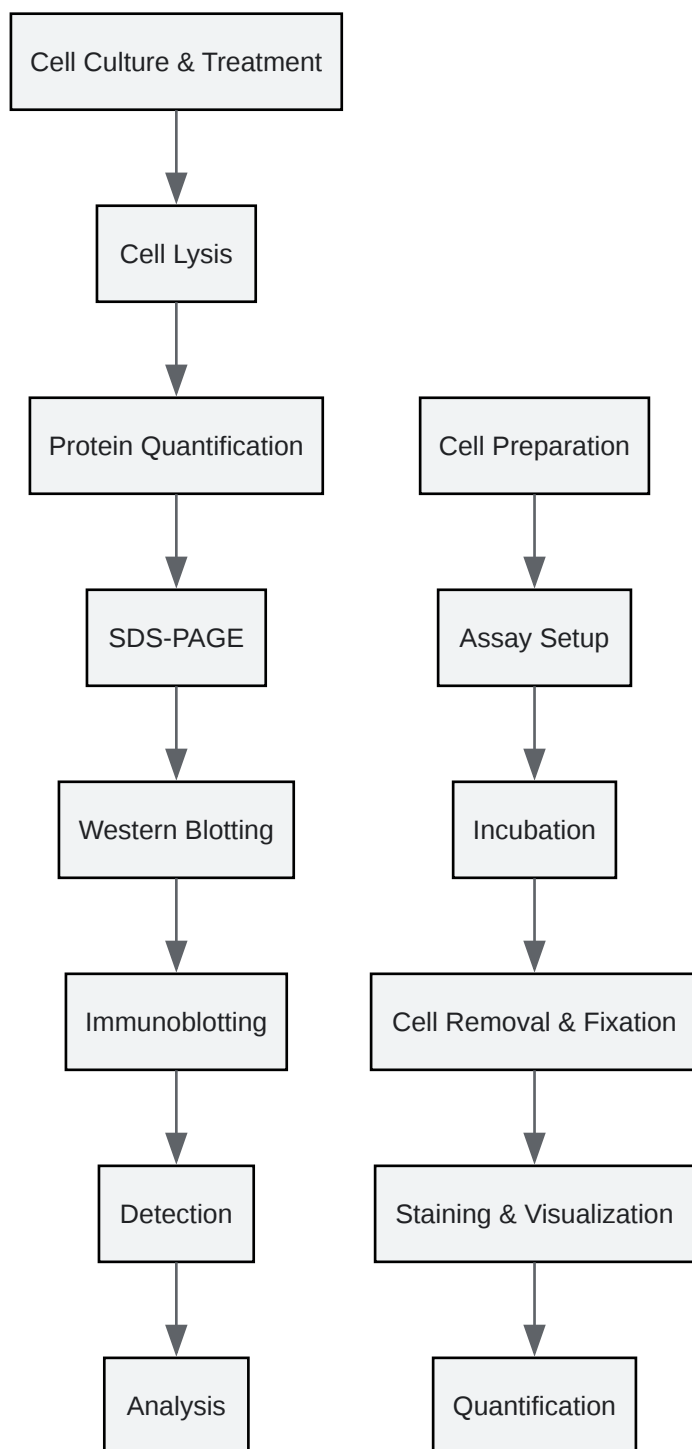 Cell Culture & Treatment
Cell Lysis
Protein Quantification
SDS-PAGE
Western Blotting
Immunoblotting
Detection
Analysis
Cell Preparation
Assay Setup
Incubation
Cell Removal & Fixation
Staining & Visualization
Quantification